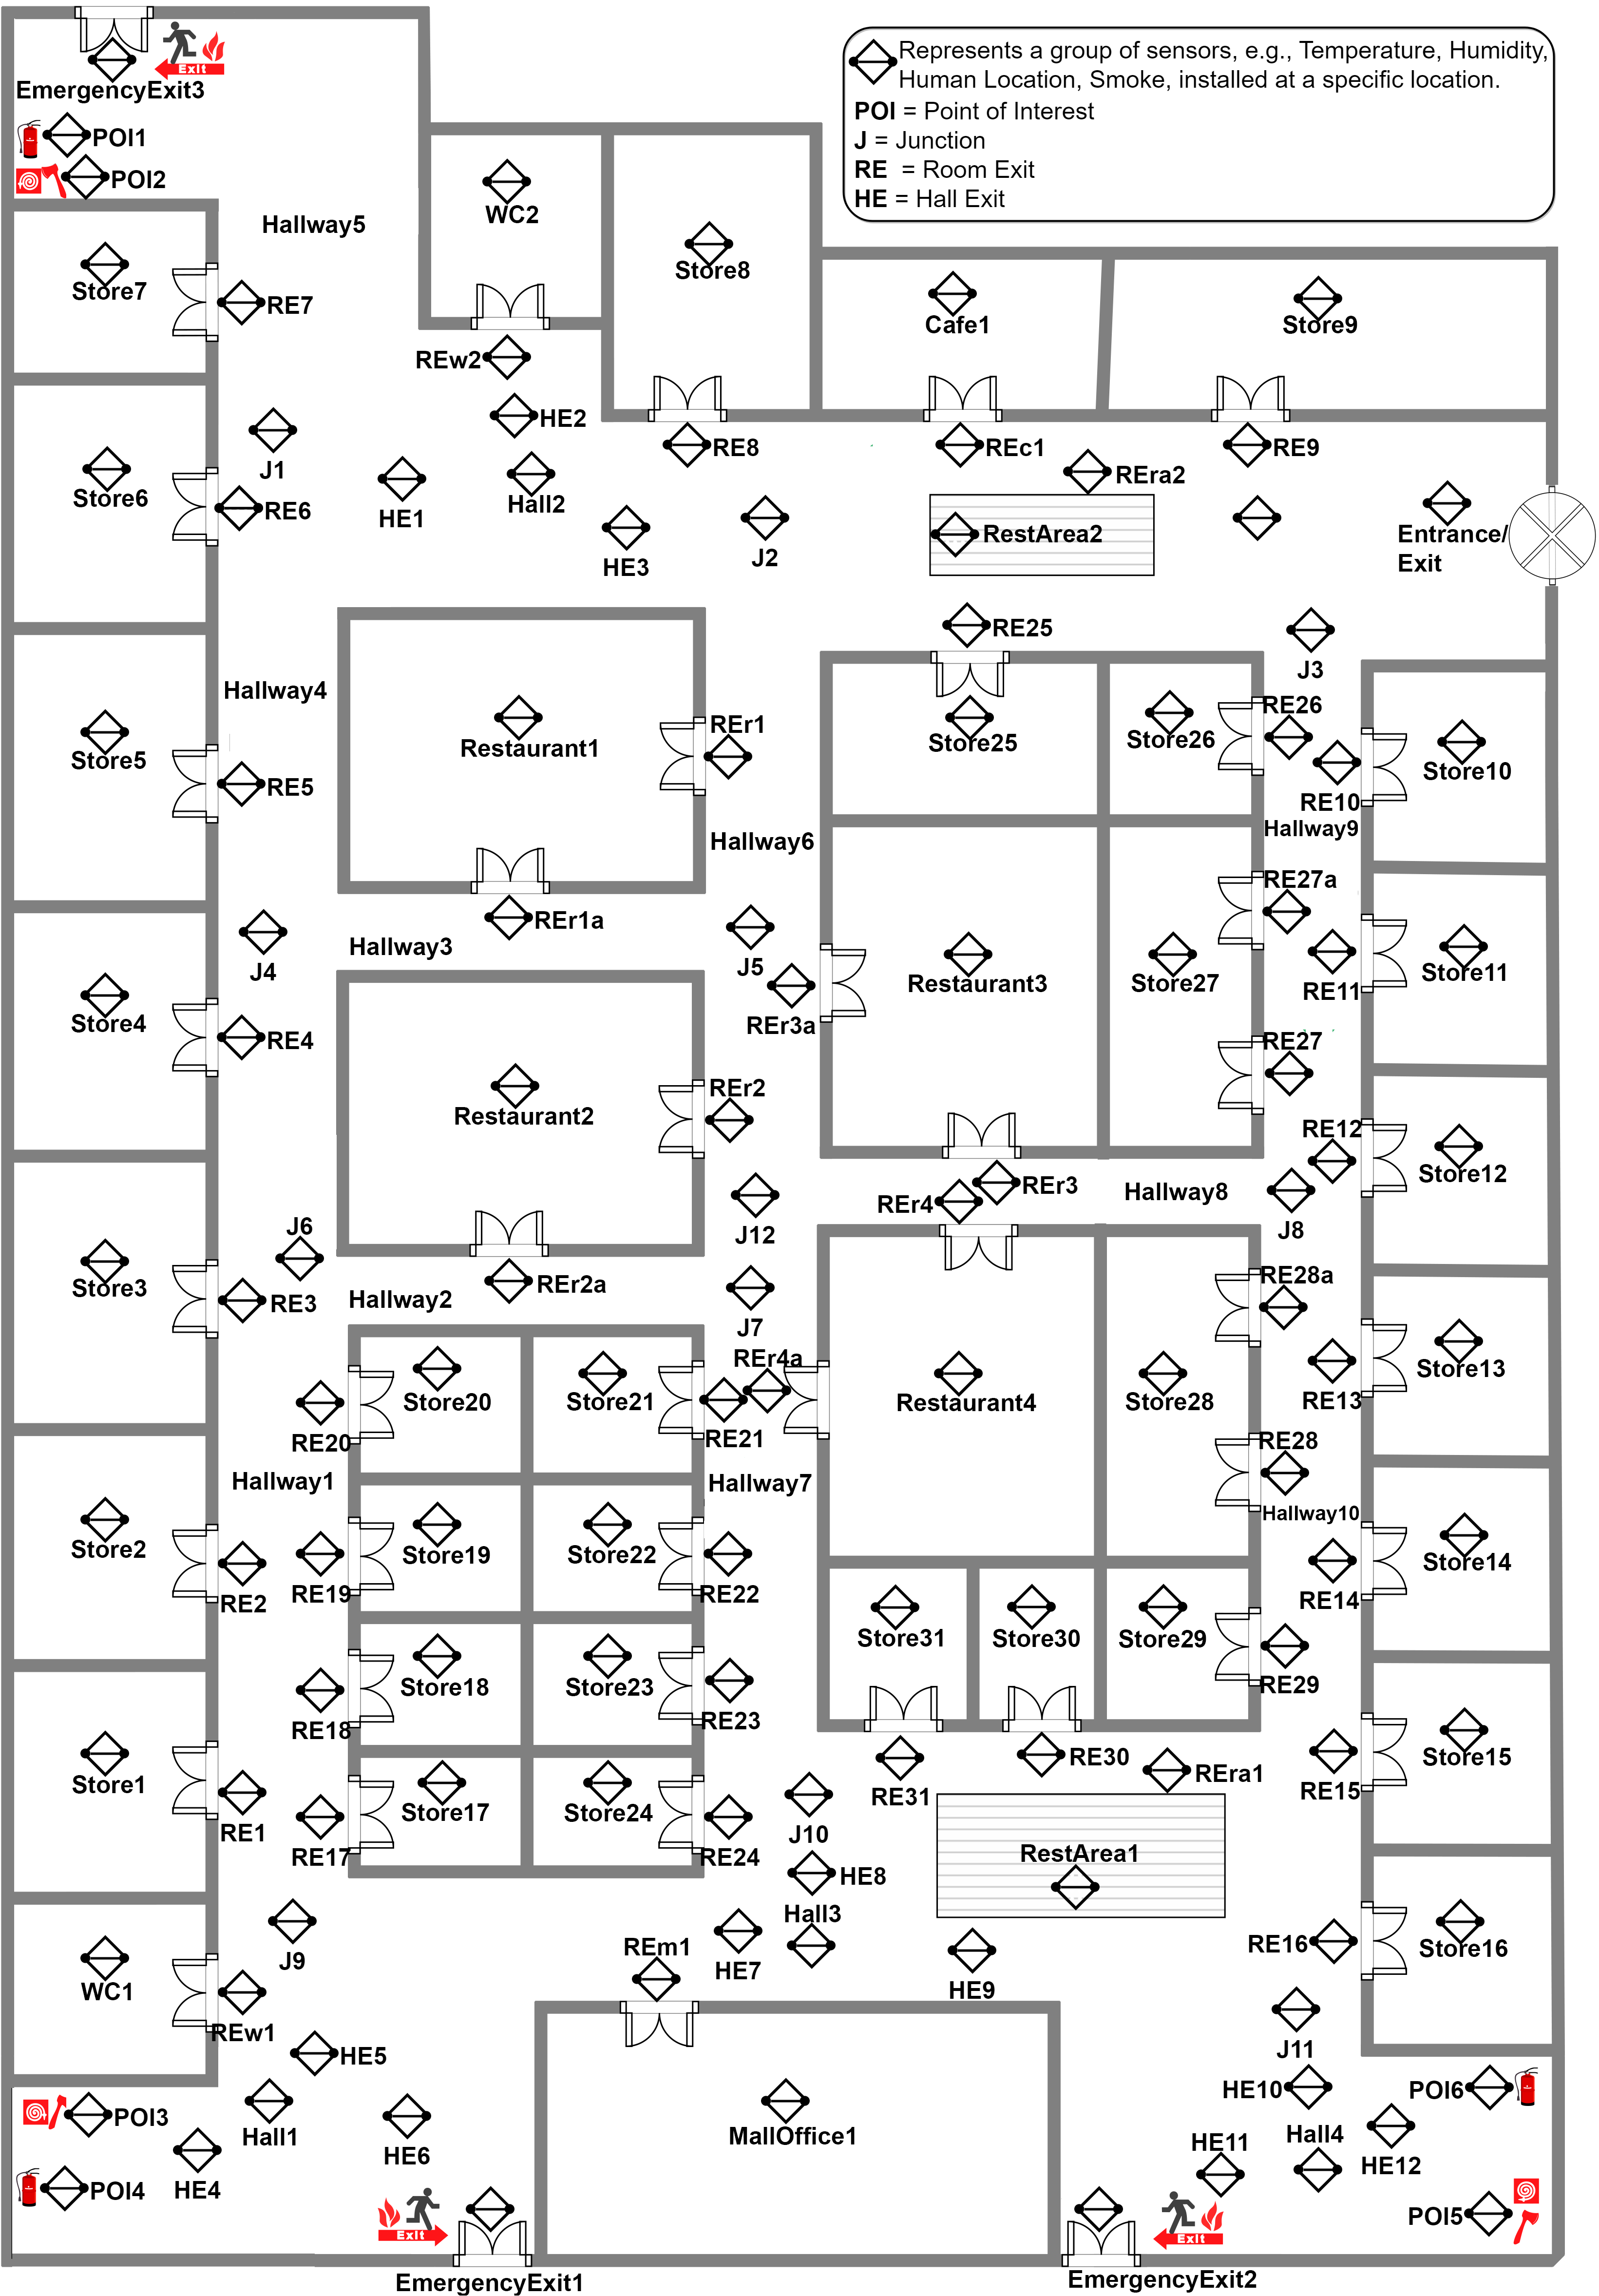 Represents a group of sensors, e.g., Temperature, Humidity,
Human Location, Smoke, installed at a specific location.
POI = Point of Interest
J = Junction
RE = Room Exit
HE = Hall Exit
Exit
EmergencyExit3
POI1
POI2
Hallway5
WC2
Store8
Store7
RE7
Cafe1
Store9
REw2
HE2
RE8
REc1
RE9
J1
Store6
RE6
HE1
Hall2
HE3
J2
REra2
RestArea2
Entrance/
Exit
RE25
J3
Hallway4
Store5
RE5
Restaurant1
REr1
Store25
Store26
RE26
RE10
Store10
Hallway6
Hallway9
RE27a
REr1a
Hallway3
J4
J5
REr3a
Restaurant3
Store27
RE11
Store11
Store4
RE4
RE27
REr2
Restaurant2
RE12
Store12
REr3
REr4
Hallway8
J12
J8
J6
Store3
RE3
REr2a
Hallway2
RE28a
J7
REr4a
Store20
Store21
RE20
RE21
Restaurant4
Store28
RE13
Store13
RE28
Hallway1
Hallway7
Hallway10
Store2
RE2
Store19
RE19
Store22
RE22
RE14
Store14
Store31
Store30
Store29
RE29
Store18
RE18
Store23
RE23
Store1
RE1
Store17
RE17
Store24
RE24
RE31
RE30
REra1
RE15
Store15
J10
RestArea1
HE8
Hall3
J9
REm1
HE7
HE9
RE16
Store16
WC1
REw1
HE5
J11
POI3
Hall1
HE6
HE4
POI4
MallOffice1
HE10
POI6
Hall4
HE11
HE12
POI5
Exit
Exit
EmergencyExit1
EmergencyExit2